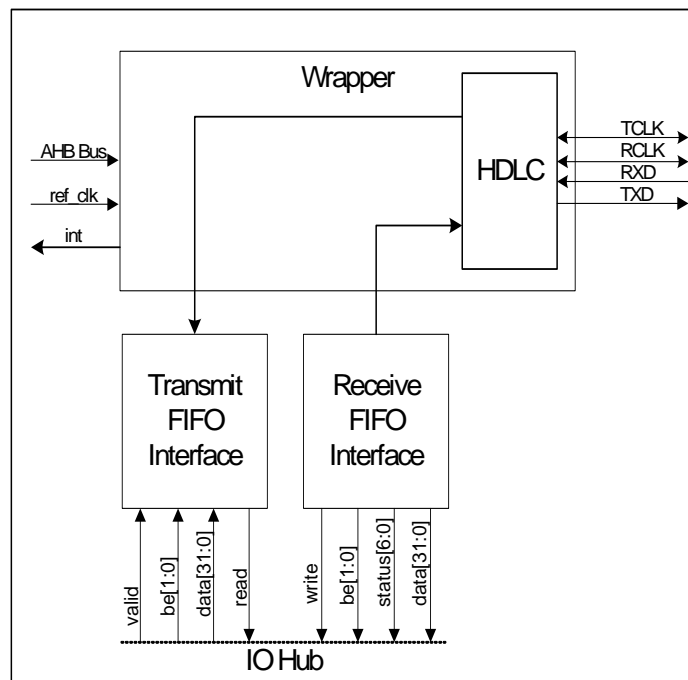 Wrapper
HDLC
AHB Bus
ref_clk
int
TCLK
RCLK
RXD
TXD
Transmit
FIFO
Interface
Receive
FIFO
Interface
valid
be[1:0]
data[31:0]
read
write
be[1:0]
status[6:0]
data[31:0]
IO Hub